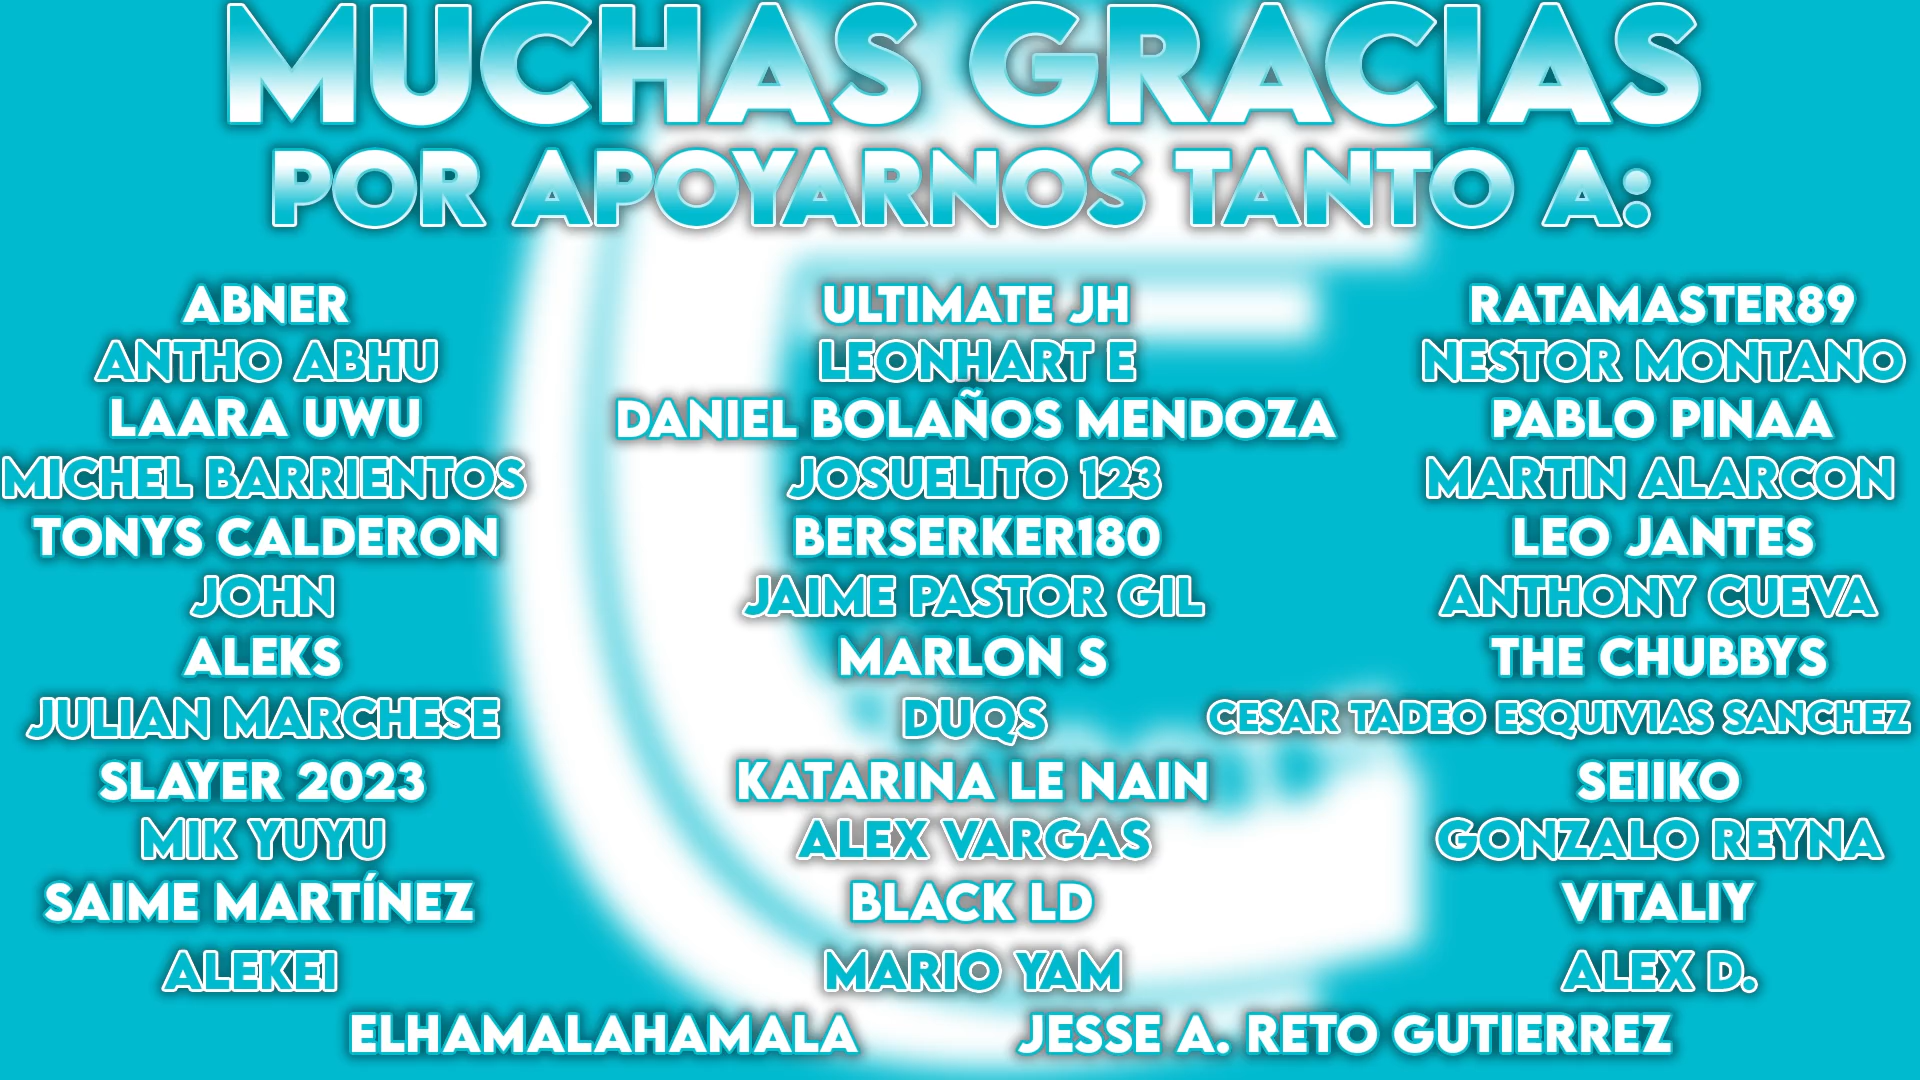 MUCHAS GRACIAS
POR APOYARNOS TANTO A:
ABNER
ANTHO ABHU
LAARA UWU
MICHEL BARRIENTOS
TONYS CALDERON
JOHN
ALEKS
JULIAN MARCHESE
SLAYER 2023
MIK YUYU
SAIME MARTÍNEZ
ALEKEI
ULTIMATE JH
LEONHART E
DANIEL BOLAÑOS MENDOZA
JOSUELITO 123
BERSERKER180
JAIME PASTOR GIL
MARLON S
DUQS
KATARINA LE NAIN
ALEX VARGAS
BLACK LD
MARIO YAM
RATAMASTER89
NESTOR MONTANO
PABLO PINAA
MARTIN ALARCON
LEO JANTES
ANTHONY CUEVA
THE CHUBBYS
CESAR TADEO ESQUIVIAS SANCHEZ
SEIIKO
GONZALO REYNA
VITALIY
ALEX D.
ELHAMALAHAMALA
JESSE A. RETO GUTIERREZ